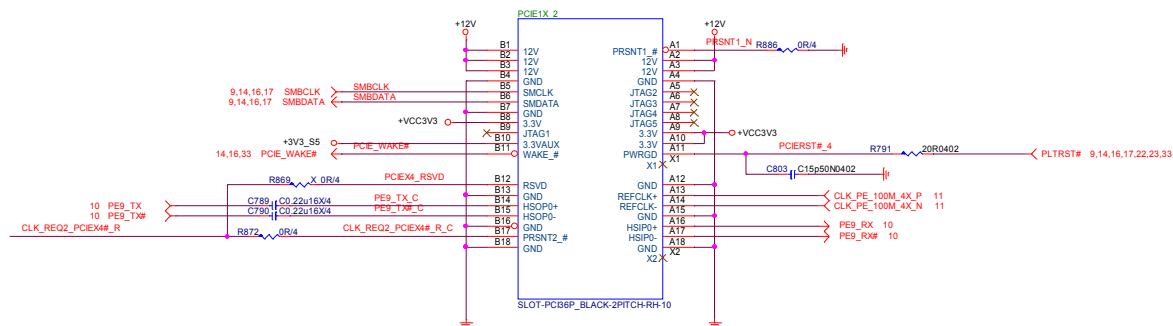 PCIE1X_2
+12V
+12V
B1 12V
B2 12V
B3 12V
B4 GND
9,14,16,17 SMBCLK SMBCLK B5 SMCLK
9,14,16,17 SMBDATA SMBDATA B6 SMDATA
B7 GND
+VCC3V3 B8 3.3V
B9 JTAG1
+3V3_S5 B10 3.3VAUX
14,16,33 PCIE_WAKE# PCIE_WAKE# B11 WAKE_#
R869 X_0R/4 PCIEX4_RSVD B12 RSVD
B13 GND
10 PE9_TX C789 C0.22u16X/4 PE9_TX_C B14 HSOP0+
10 PE9_TX# C790 C0.22u16X/4 PE9_TX#_C B15 HSOP0-
B16 GND
CLK_REQ2_PCIEX4#_R R872 0R/4 CLK_REQ2_PCIEX4#_R_C B17 PRSNT2_#
B18 GND
PRSNT1_# A1 PRSNT1_N R886 0R/4
12V A2
12V A3
GND A4
JTAG2 A5
JTAG3 A6
JTAG4 A7
JTAG5 A8
3.3V A9 +VCC3V3
3.3V A10
PWRGD A11 PCIERST#_4 R791 20R0402 PLTRST# 9,14,16,17,22,23,33
X1 X1
C803 C15p50N0402
GND A12
REFCLK+ A13 CLK_PE_100M_4X_P 11
REFCLK- A14 CLK_PE_100M_4X_N 11
GND A15
HSIP0+ A16 PE9_RX 10
HSIP0- A17 PE9_RX# 10
GND A18
X2 X2
SLOT-PCI36P_BLACK-2PITCH-RH-10